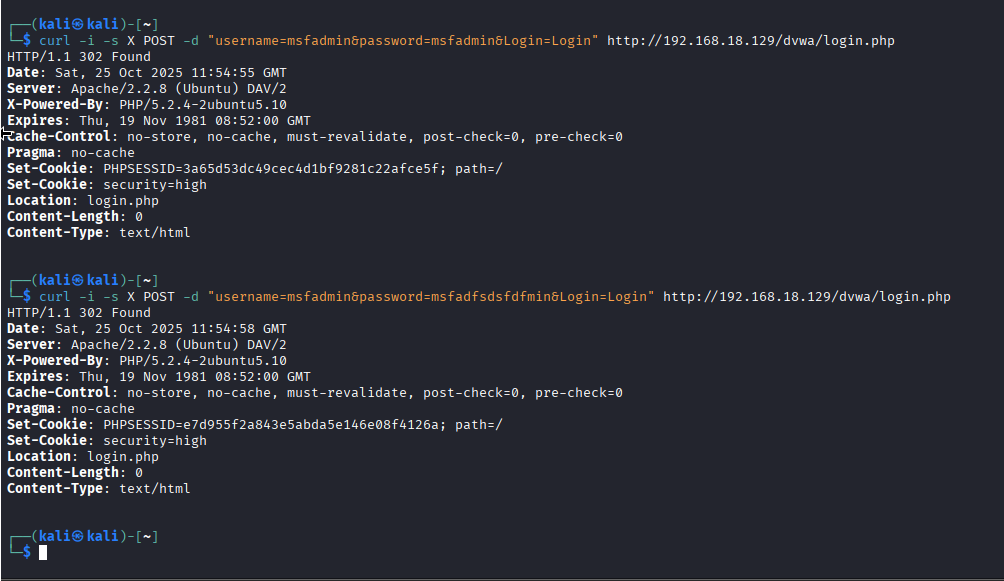 ┌──(kali㉿kali)-[~]
└─$ curl -i -s X POST -d "username=msfadmin&password=msfadmin&Login=Login" http://192.168.18.129/dvwa/login.php
HTTP/1.1 302 Found
Date: Sat, 25 Oct 2025 11:54:55 GMT
Server: Apache/2.2.8 (Ubuntu) DAV/2
X-Powered-By: PHP/5.2.4-2ubuntu5.10
Expires: Thu, 19 Nov 1981 08:52:00 GMT
Cache-Control: no-store, no-cache, must-revalidate, post-check=0, pre-check=0
Pragma: no-cache
Set-Cookie: PHPSESSID=3a65d53dc49cec4d1bf9281c22afce5f; path=/
Set-Cookie: security=high
Location: login.php
Content-Length: 0
Content-Type: text/html
┌──(kali㉿kali)-[~]
└─$ curl -i -s X POST -d "username=msfadmin&password=msfadfsdsfdfmin&Login=Login" http://192.168.18.129/dvwa/login.php
HTTP/1.1 302 Found
Date: Sat, 25 Oct 2025 11:54:58 GMT
Server: Apache/2.2.8 (Ubuntu) DAV/2
X-Powered-By: PHP/5.2.4-2ubuntu5.10
Expires: Thu, 19 Nov 1981 08:52:00 GMT
Cache-Control: no-store, no-cache, must-revalidate, post-check=0, pre-check=0
Pragma: no-cache
Set-Cookie: PHPSESSID=e7d955f2a843e5abda5e146e08f4126a; path=/
Set-Cookie: security=high
Location: login.php
Content-Length: 0
Content-Type: text/html
┌──(kali㉿kali)-[~]
└─$